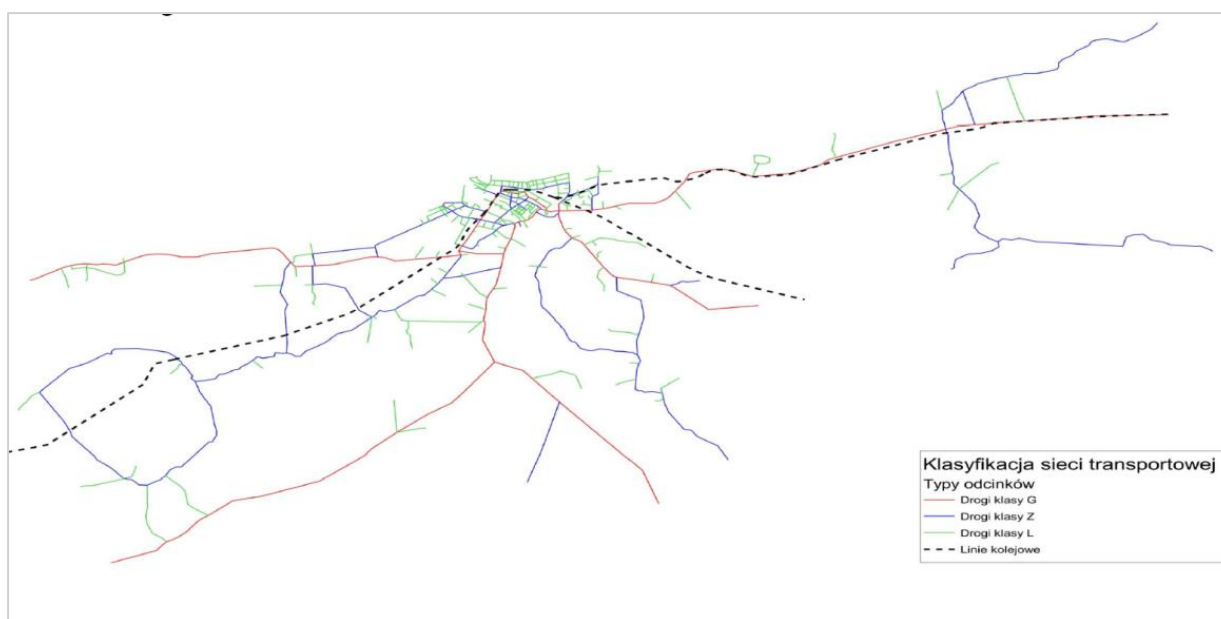 Klasyfikacja sieci transportowej
Typy odcinków
Drogi klasy G
Drogi klasy Z
Drogi klasy L
Linie kolejowe